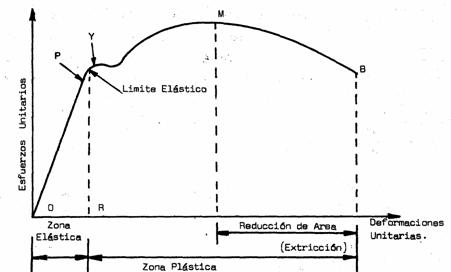 M
Y
P
B
Límite Elástico
Esfuerzos Unitarios
O
R
Deformaciones
Unitarias.
Zona
Elástica
Reducción de Area
(Extricción)
Zona Plástica